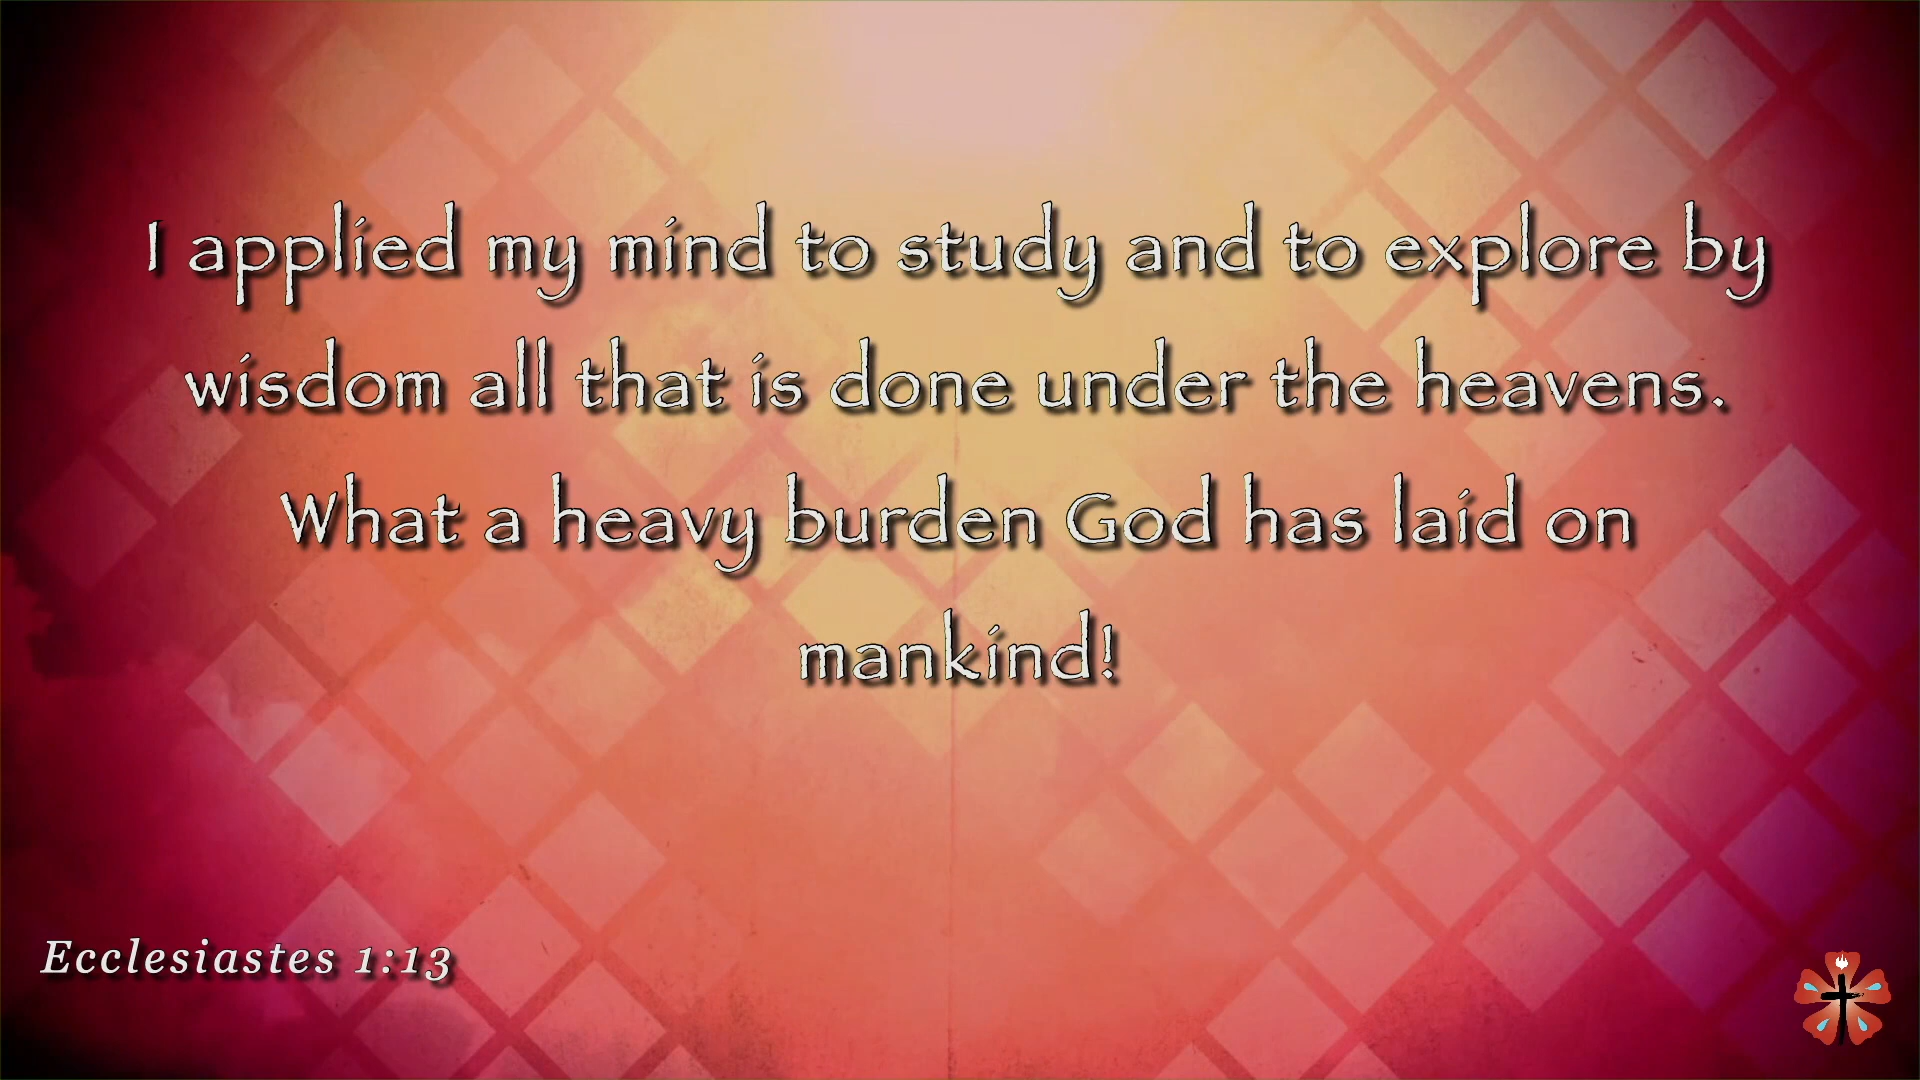 I applied my mind to study and to explore by
wisdom all that is done under the heavens.
What a heavy burden God has laid on
mankind!
Ecclesiastes 1:13